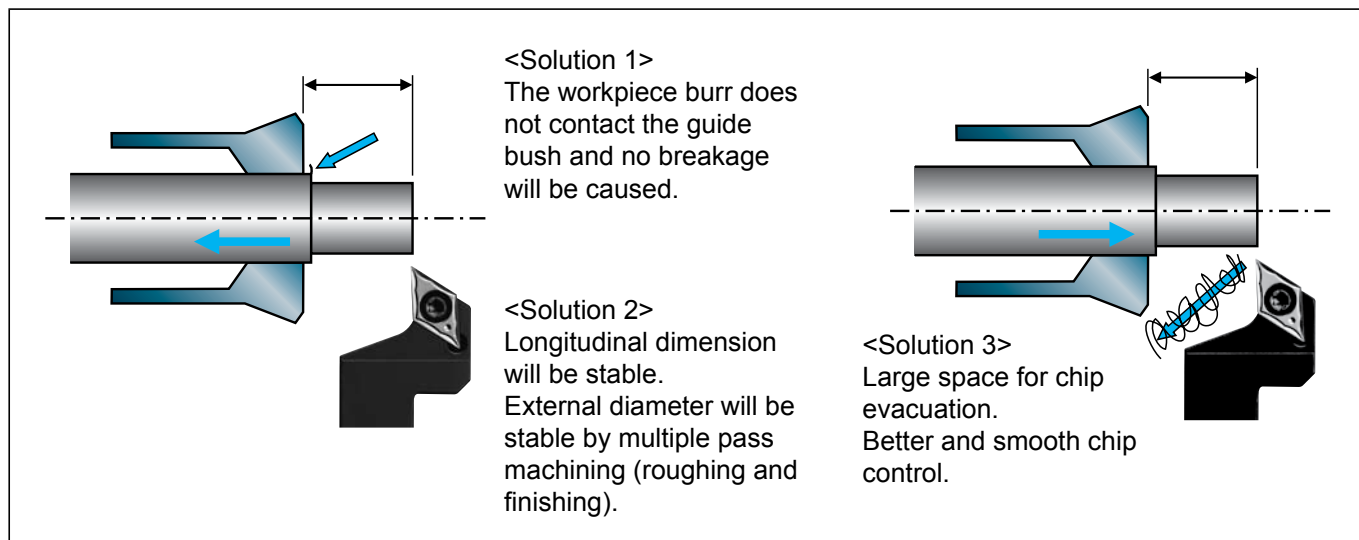 <Solution 1>
The workpiece burr does
not contact the guide
bush and no breakage
will be caused.
<Solution 2>
Longitudinal dimension
will be stable.
External diameter will be
stable by multiple pass
machining (roughing and
finishing).
<Solution 3>
Large space for chip
evacuation.
Better and smooth chip
control.